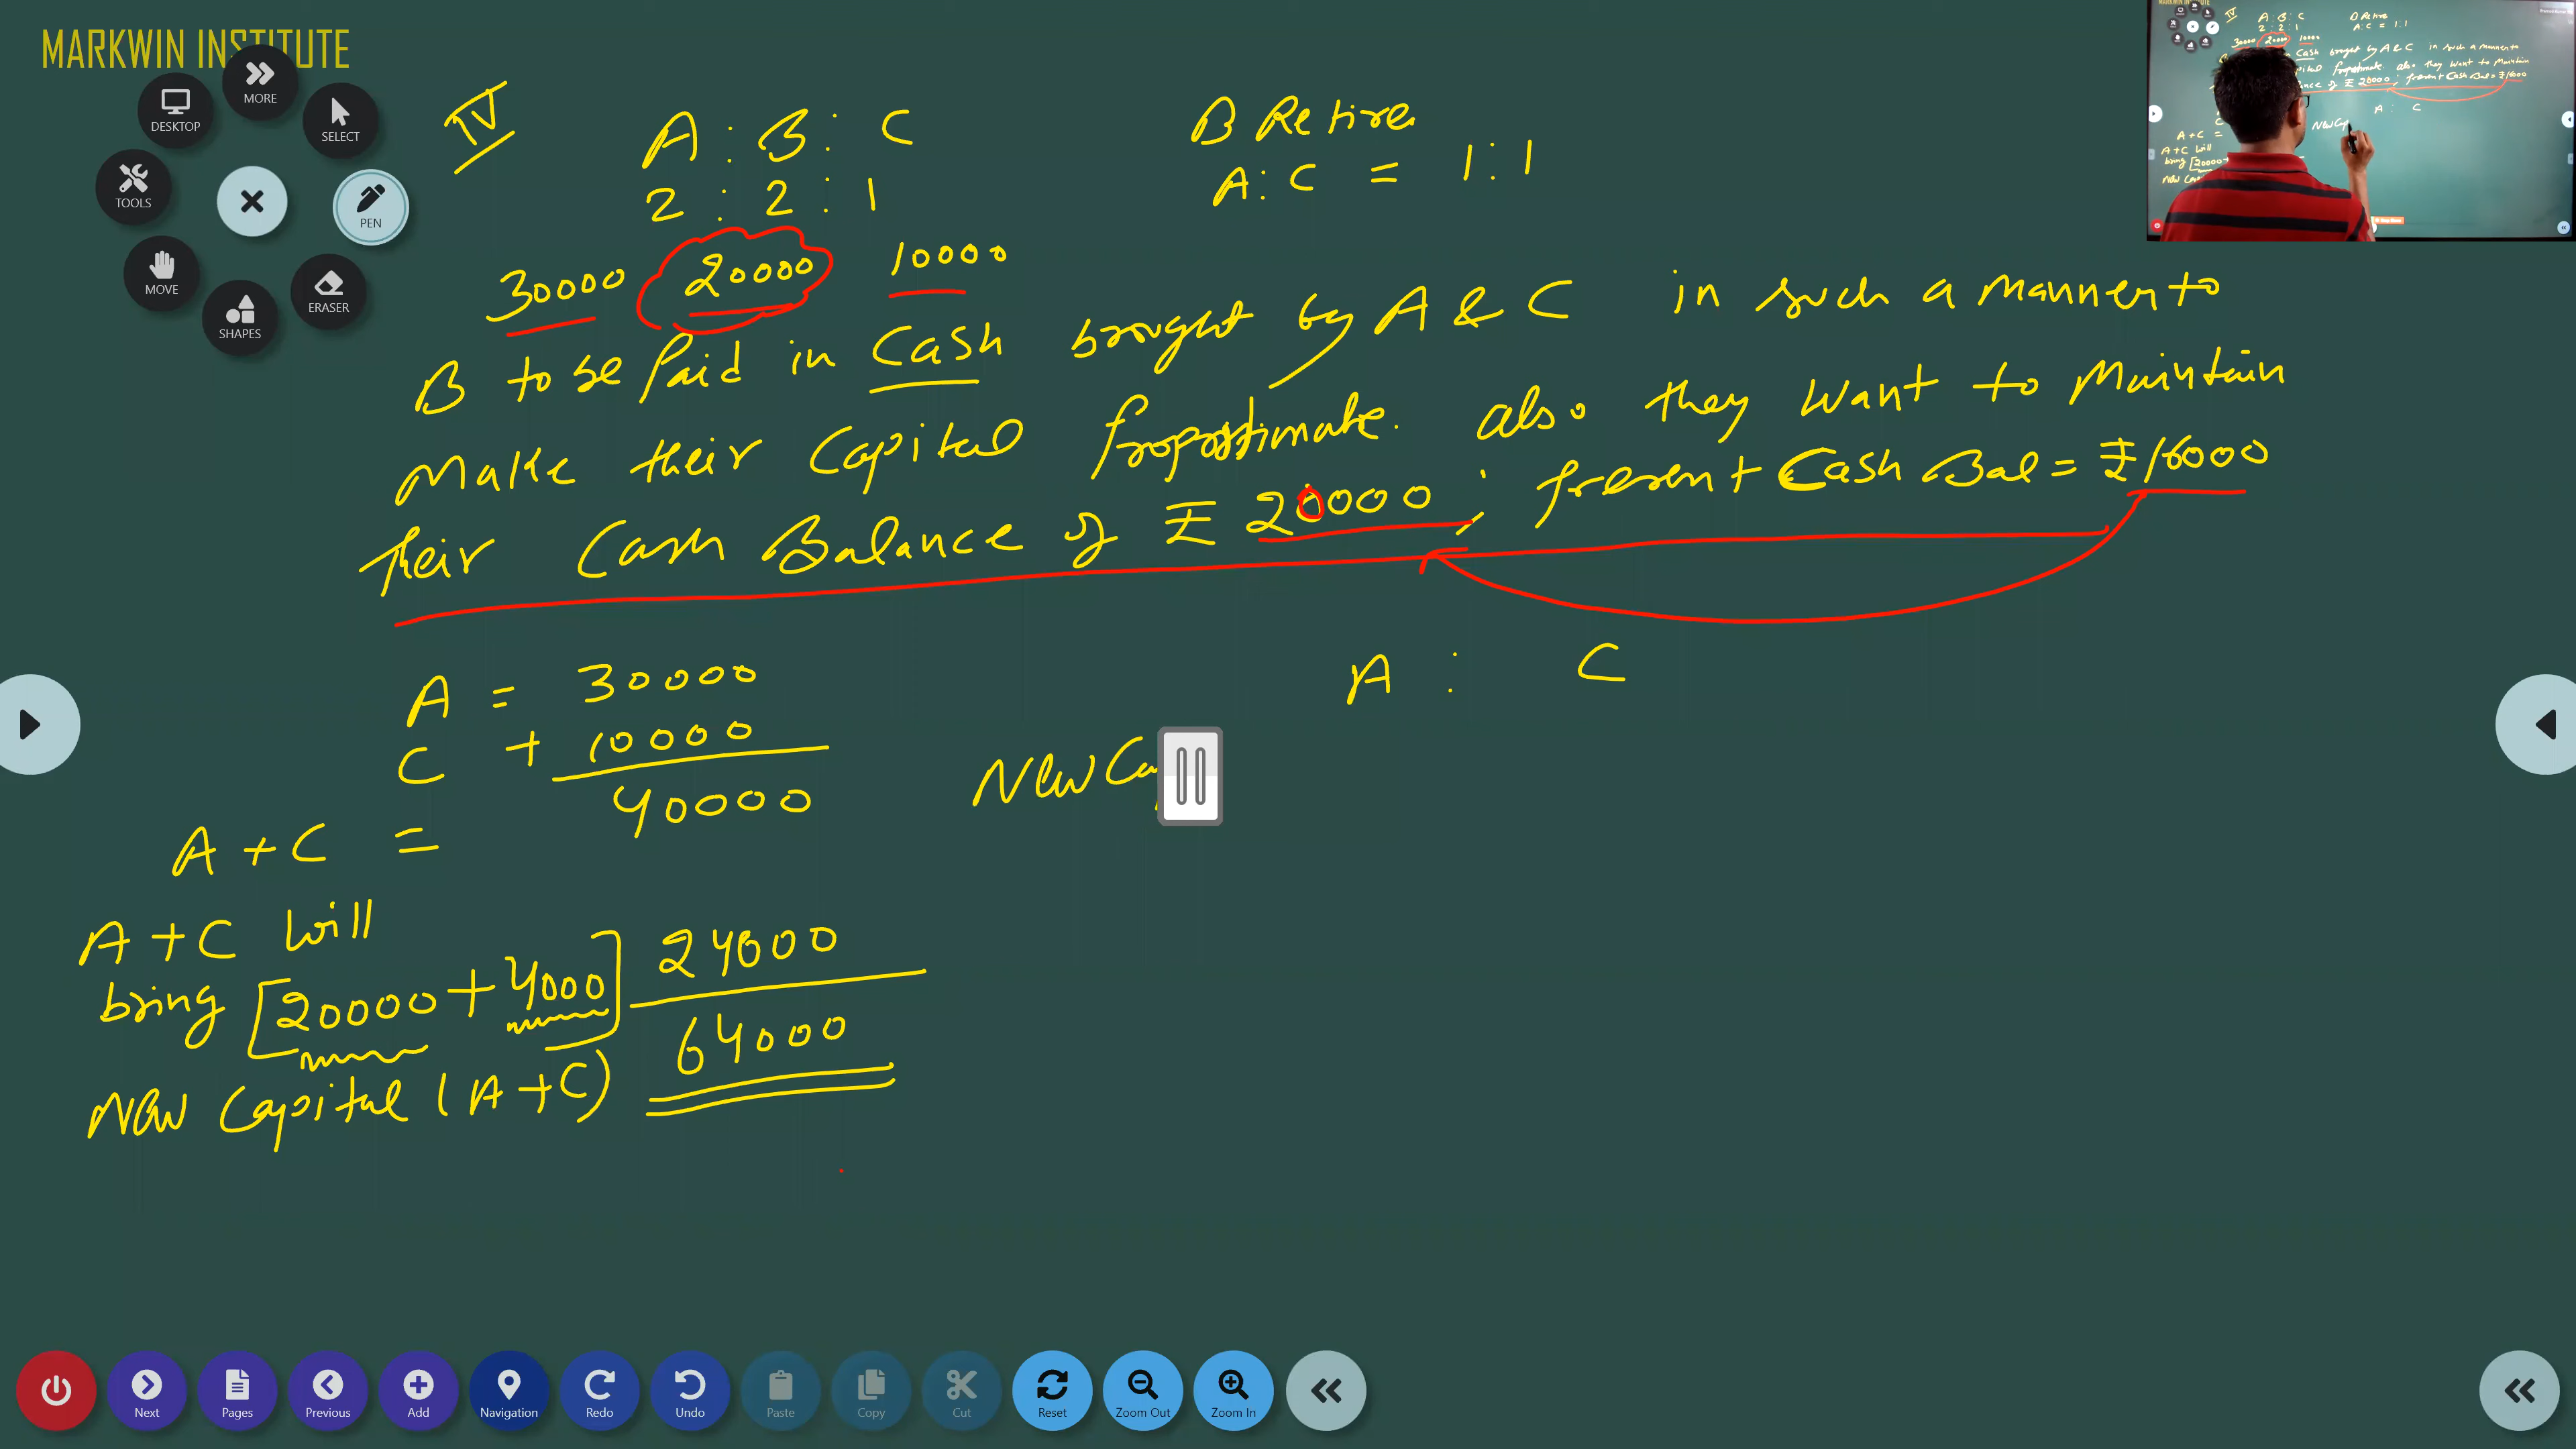 MARKWIN INSTITUTE
MORE
DESKTOP
SELECT
TOOLS
PEN
MOVE
ERASER
SHAPES
IV
A : B : C
2 : 2 : 1
B Retire
A : C = 1 : 1
30000 20000 10000
B to be Paid in Cash brought by A & C in such a manner to
Make their Capital Proportionate. also they want to Maintain
their Cash Balance of ₹ 20000 ; Present Cash Bal = ₹16000
A = 30000
C + 10000
A + C = 40000
A + C will
bring [20000 + 4000] 24000
New Capital (A + C) 64000
A : C
New Ca
Next
Pages
Previous
Add
Navigation
Redo
Undo
Paste
Copy
Cut
Reset
Zoom Out
Zoom In